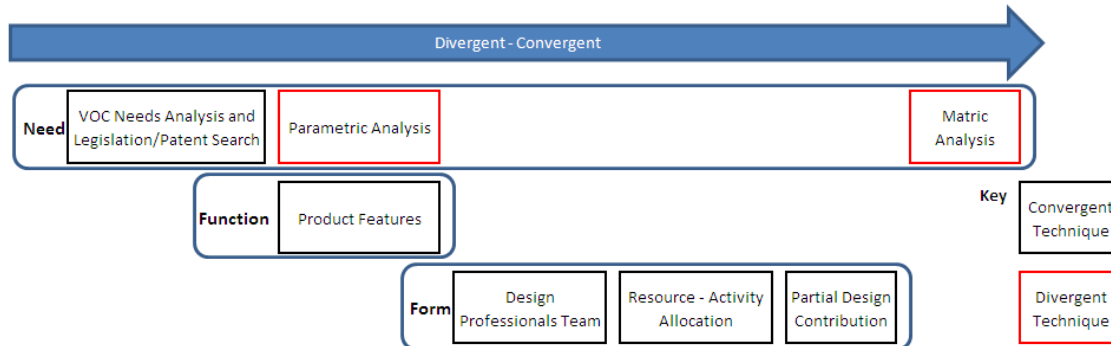 Divergent - Convergent
Need
VOC Needs Analysis and
Legislation/Patent Search
Parametric Analysis
Matric
Analysis
Function
Product Features
Key
Convergent
Technique
Form
Design
Professionals Team
Resource - Activity
Allocation
Partial Design
Contribution
Divergent
Technique